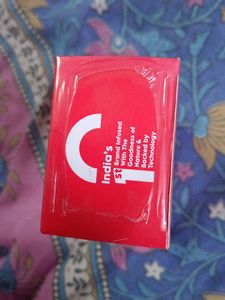 India's
1st Brand Infused
With The
Goodness of
Nature &
Backed by
Technology